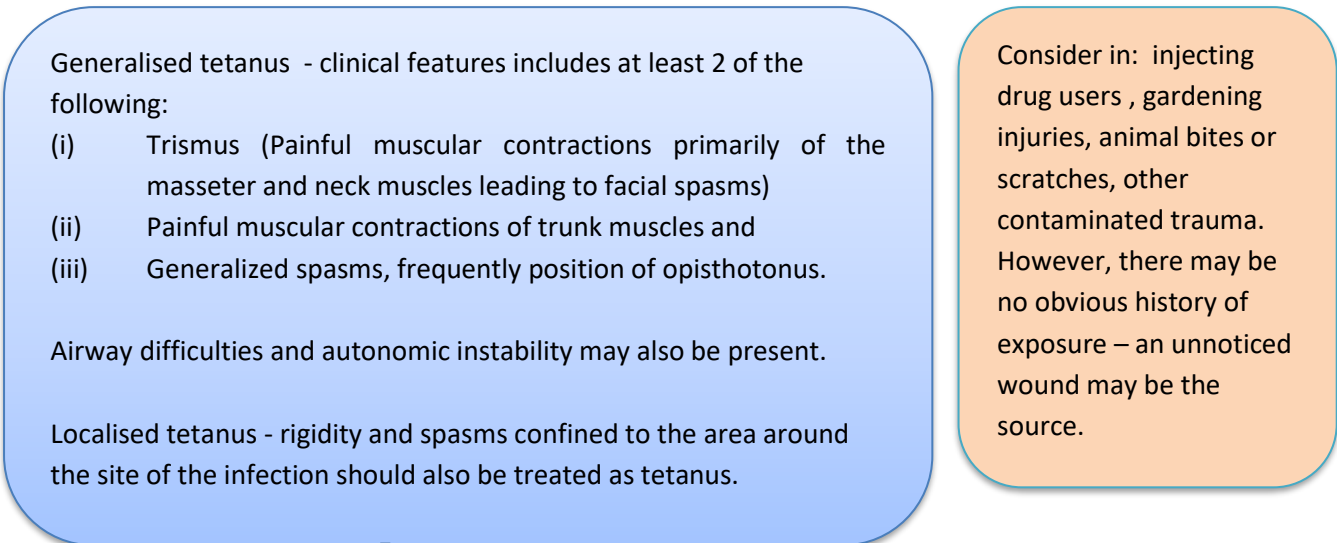 Generalised tetanus - clinical features includes at least 2 of the
following:
(i) Trismus (Painful muscular contractions primarily of the
masseter and neck muscles leading to facial spasms)
(ii) Painful muscular contractions of trunk muscles and
(iii) Generalized spasms, frequently position of opisthotonus.
Airway difficulties and autonomic instability may also be present.
Localised tetanus - rigidity and spasms confined to the area around
the site of the infection should also be treated as tetanus.
Consider in: injecting
drug users , gardening
injuries, animal bites or
scratches, other
contaminated trauma.
However, there may be
no obvious history of
exposure – an unnoticed
wound may be the
source.